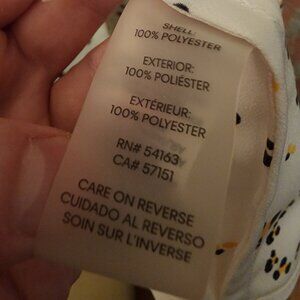 SHELL:
100% POLYESTER
EXTERIOR:
100% POLIÉSTER
EXTÉRIEUR:
100% POLYESTER
RN# 54163
CA# 57151
CARE ON REVERSE
CUIDADO AL REVERSO
SOIN SUR L'INVERSE